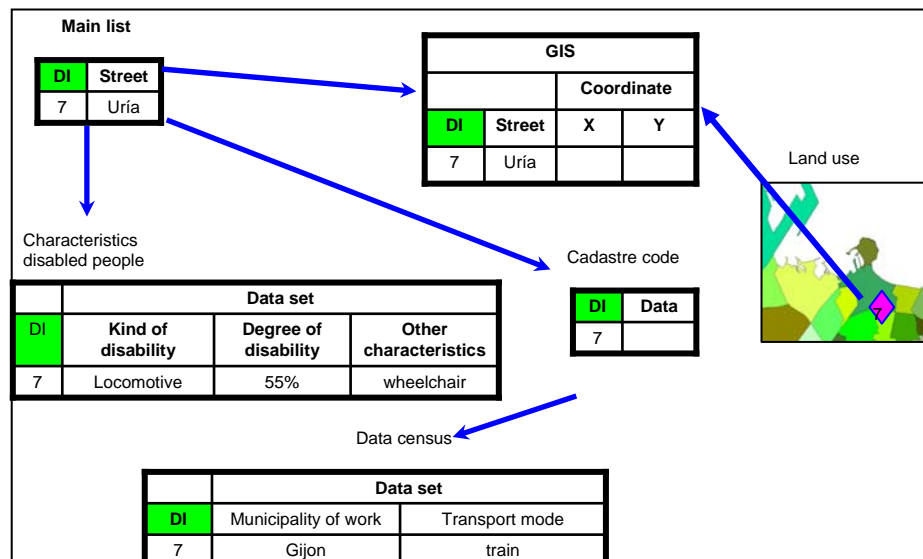 Main list
DI Street
7 Uría
GIS
Coordinate
DI Street X Y
7 Uría
Land use
7
Characteristics
disabled people
Data set
DI Kind of disability Degree of disability Other characteristics
7 Locomotive 55% wheelchair
Cadastre code
DI Data
7
Data census
Data set
DI Municipality of work Transport mode
7 Gijon train